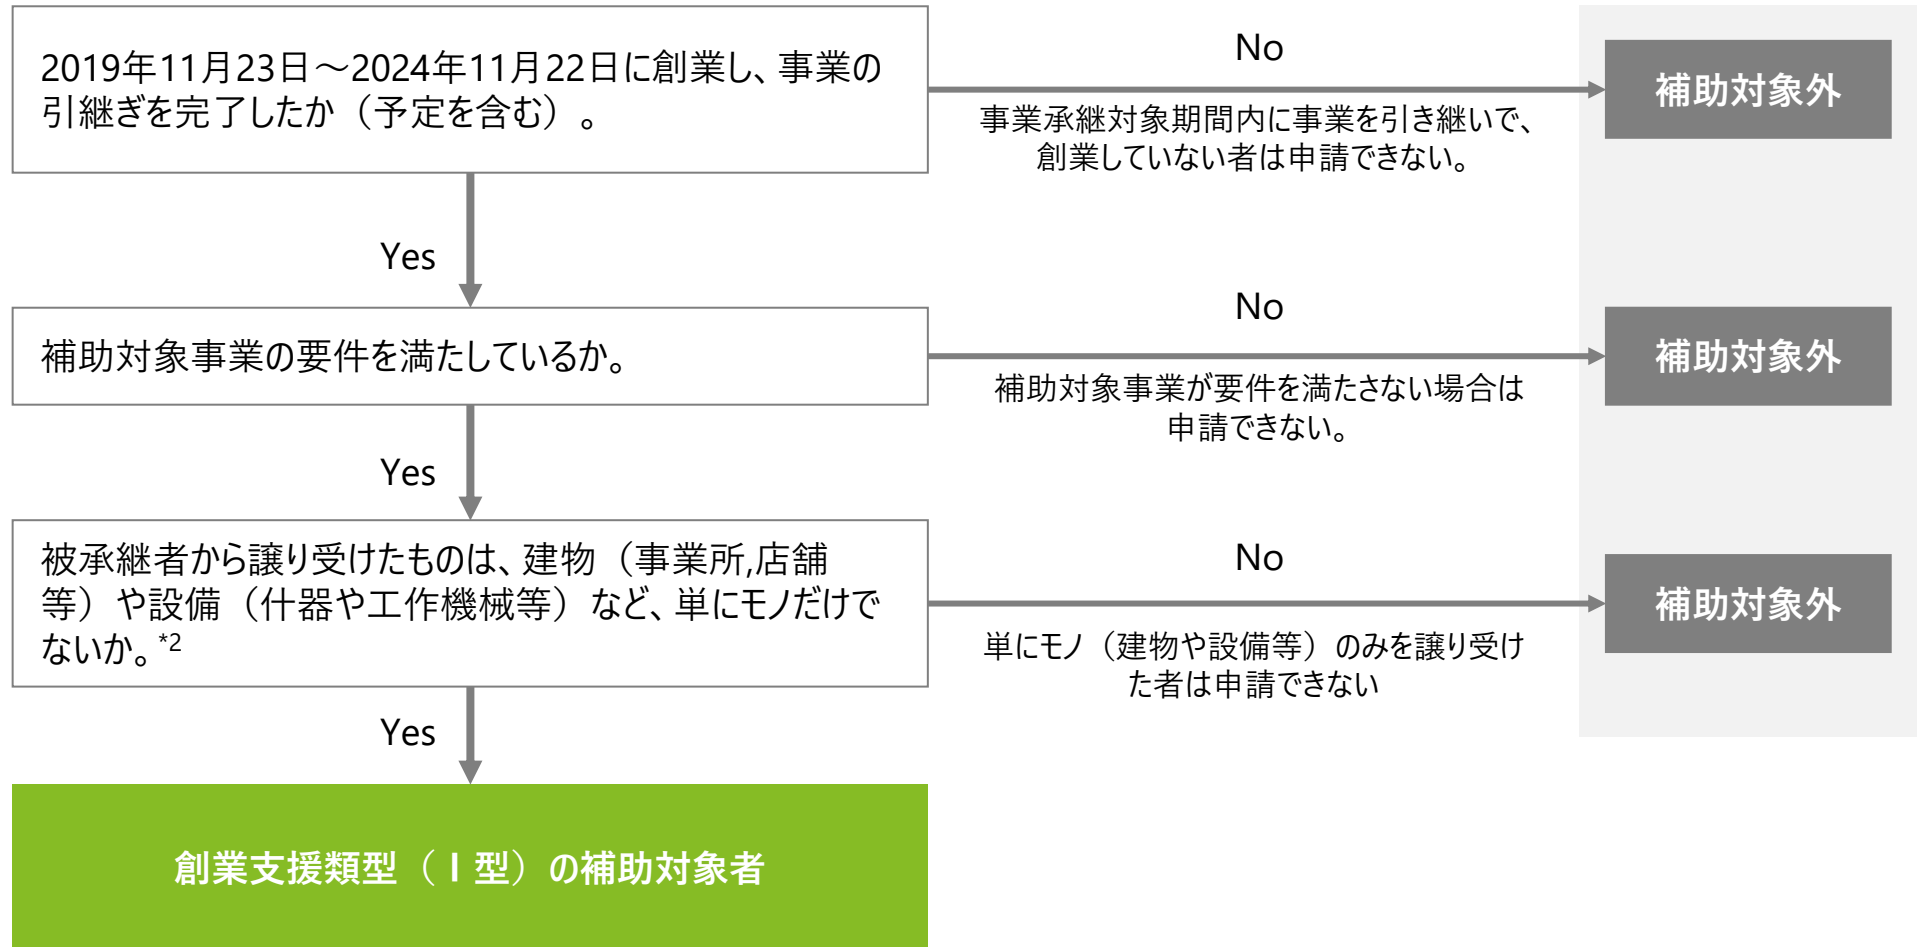 2019年11月23日～2024年11月22日に創業し、事業の
引継ぎを完了したか（予定を含む）。
No
事業承継対象期間内に事業を引き継いで、
創業していない者は申請できない。
補助対象外
Yes
補助対象事業の要件を満たしているか。
No
補助対象事業が要件を満たさない場合は
申請できない。
補助対象外
Yes
被承継者から譲り受けたものは、建物（事業所,店舗
等）や設備（什器や工作機械等）など、単にモノだけで
ないか。*2
No
単にモノ（建物や設備等）のみを譲り受け
た者は申請できない
補助対象外
Yes
創業支援類型（Ⅰ型）の補助対象者